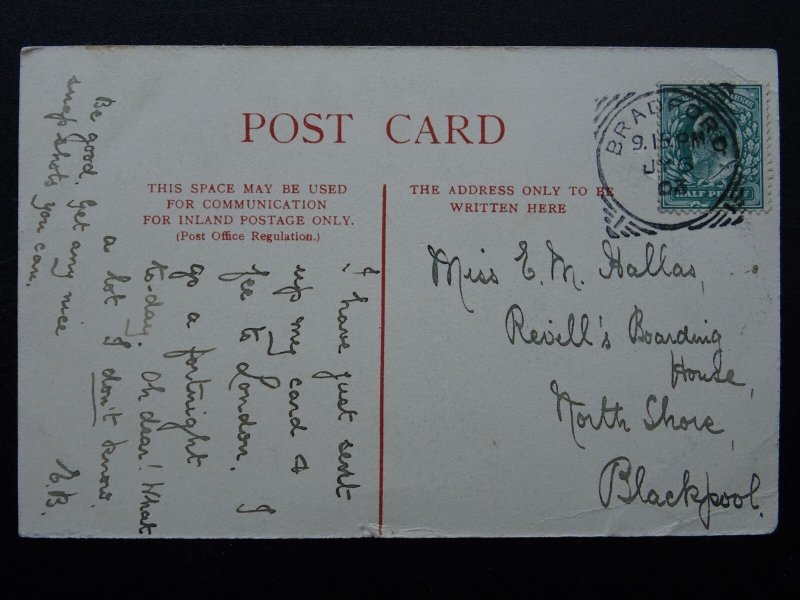 POST CARD
THIS SPACE MAY BE USED
FOR COMMUNICATION
FOR INLAND POSTAGE ONLY.
(Post Office Regulation.)
THE ADDRESS ONLY TO BE
WRITTEN HERE
BRADFORD
9.15 PM
HALF PENNY
Miss E. M. Hallas,
Revill's Boarding
House,
North Shore,
Blackpool.
I have just sent
up my card &
fee to London. I
go a fortnight
to-day. Oh dear! What
a lot I don't know.
Be good. Get any nice
snap shots you can.
E.B.